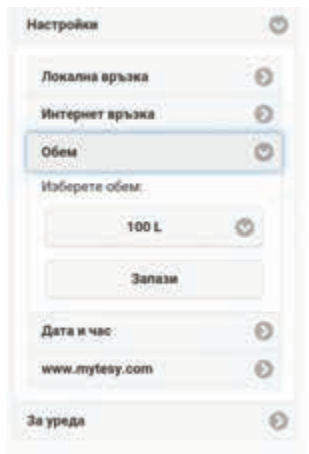 Настройки
Локална връзка
Интернет връзка
Обем
Изберете обем:
100 L
Запази
Дата и час
www.mytesy.com
За уреда